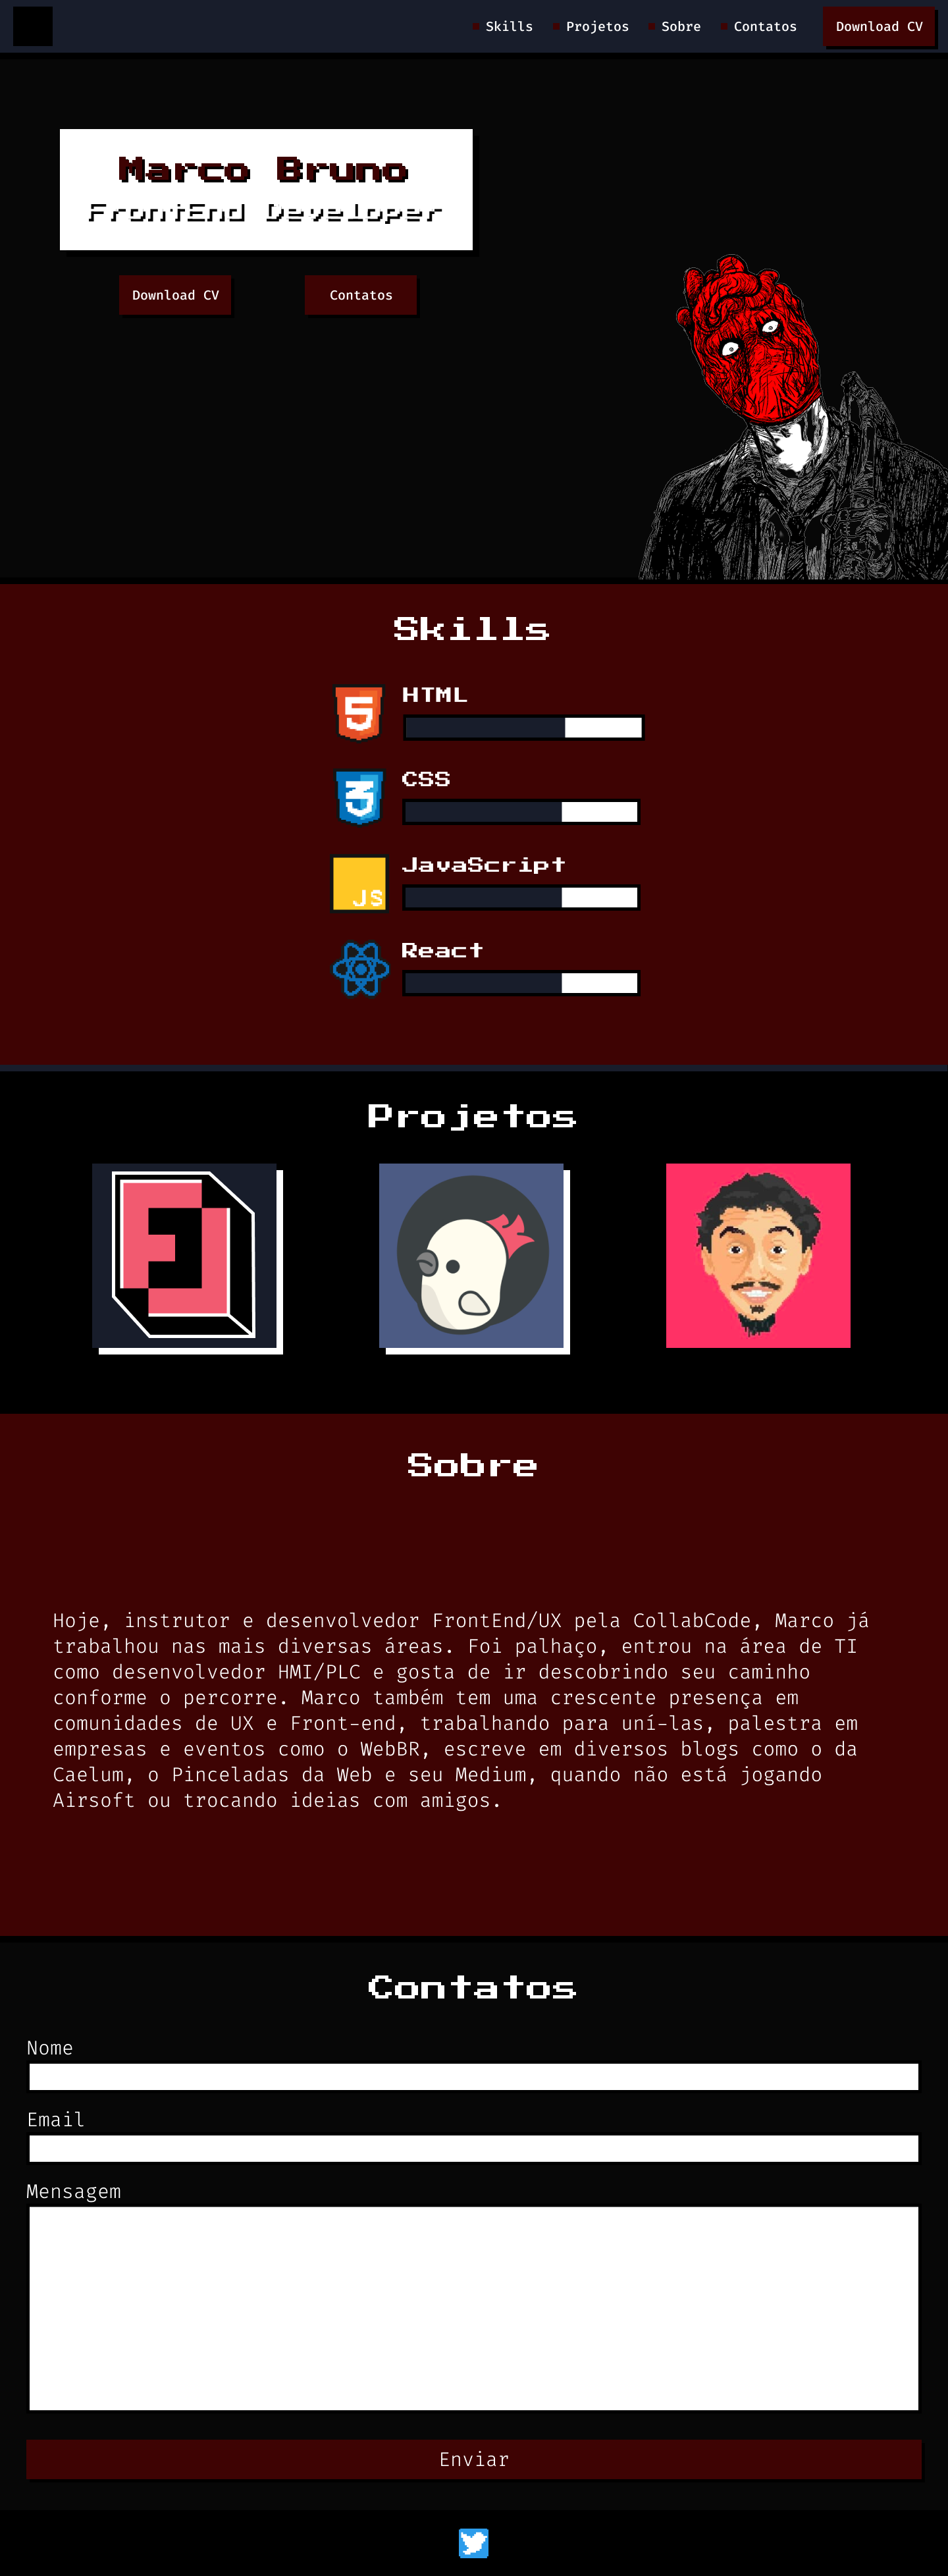 Skills
Projetos
Sobre
Contatos
Download CV
Marco Bruno
FrontEnd Developer
Download CV
Contatos
Skills
HTML
CSS
JavaScript
JS
React
Projetos
Sobre
Hoje, instrutor e desenvolvedor FrontEnd/UX pela CollabCode, Marco já
trabalhou nas mais diversas áreas. Foi palhaço, entrou na área de TI
como desenvolvedor HMI/PLC e gosta de ir descobrindo seu caminho
conforme o percorre. Marco também tem uma crescente presença em
comunidades de UX e Front-end, trabalhando para uní-las, palestra em
empresas e eventos como o WebBR, escreve em diversos blogs como o da
Caelum, o Pinceladas da Web e seu Medium, quando não está jogando
Airsoft ou trocando ideias com amigos.
Contatos
Nome
Email
Mensagem
Enviar